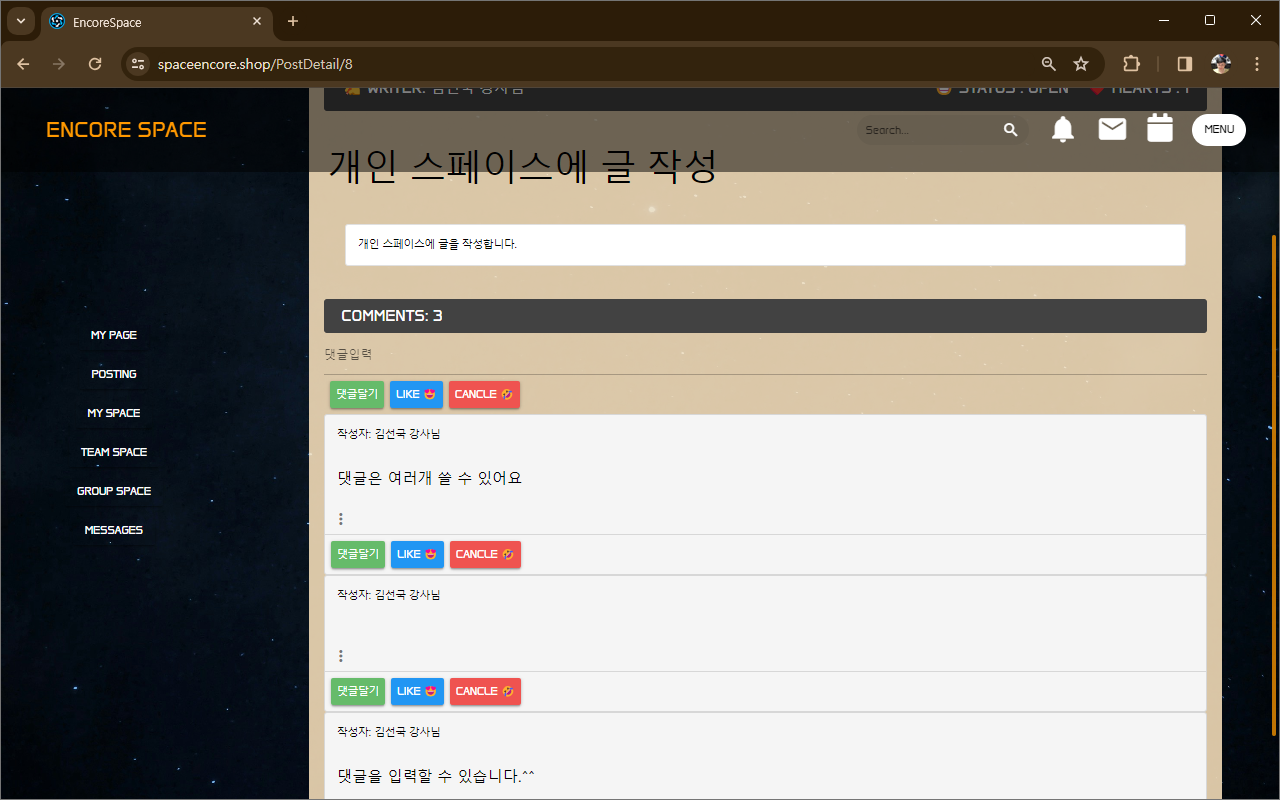 EncoreSpace
spaceencore.shop/PostDetail/8
WRITER: 김선국 강사님
STATUS : OPEN
HEARTS : 1
ENCORE SPACE
Search...
MENU
개인 스페이스에 글 작성
개인 스페이스에 글을 작성합니다.
COMMENTS: 3
댓글입력
댓글달기 LIKE 😍 CANCLE 🤣
작성자: 김선국 강사님
댓글은 여러개 쓸 수 있어요
댓글달기 LIKE 😍 CANCLE 🤣
작성자: 김선국 강사님
댓글달기 LIKE 😍 CANCLE 🤣
작성자: 김선국 강사님
댓글을 입력할 수 있습니다.^^
MY PAGE
POSTING
MY SPACE
TEAM SPACE
GROUP SPACE
MESSAGES